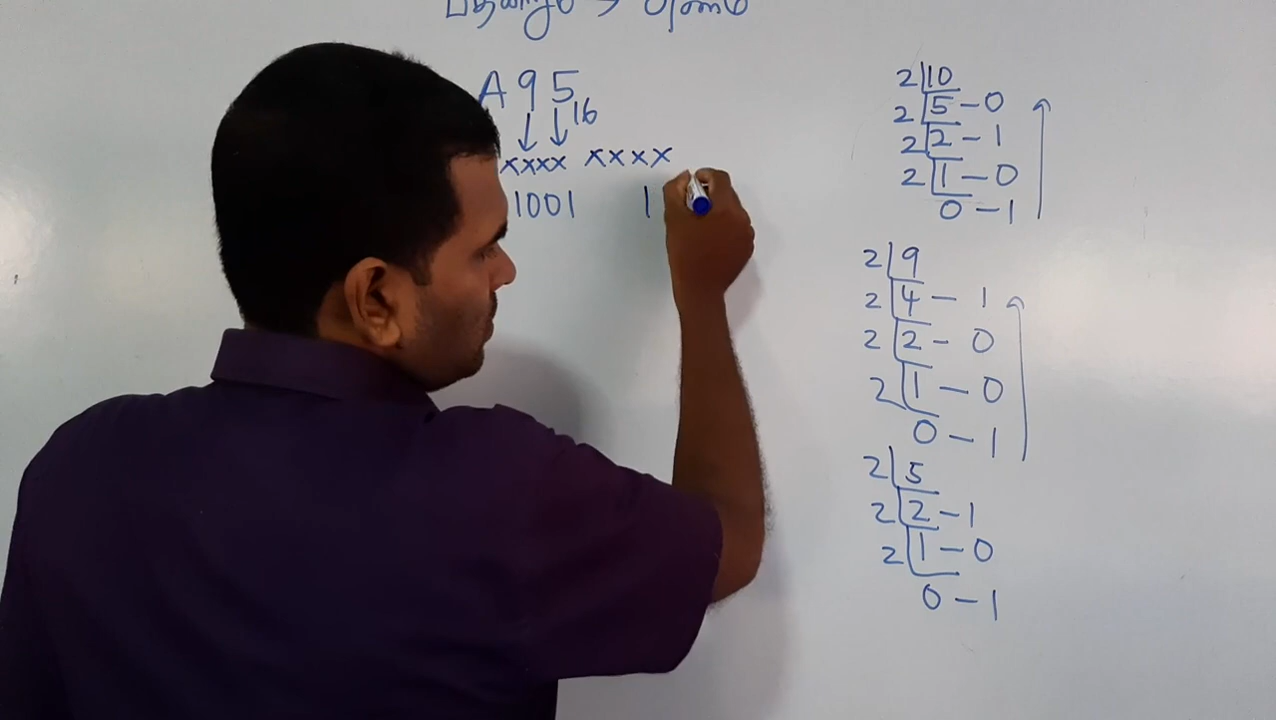 →
A 9 5 16
↓ ↓
xxxx xxxx
1001 1
2 10
2 5 - 0
2 2 - 1
2 1 - 0
0 - 1
2 9
2 4 - 1
2 2 - 0
2 1 - 0
0 - 1
2 5
2 2 - 1
2 1 - 0
0 - 1